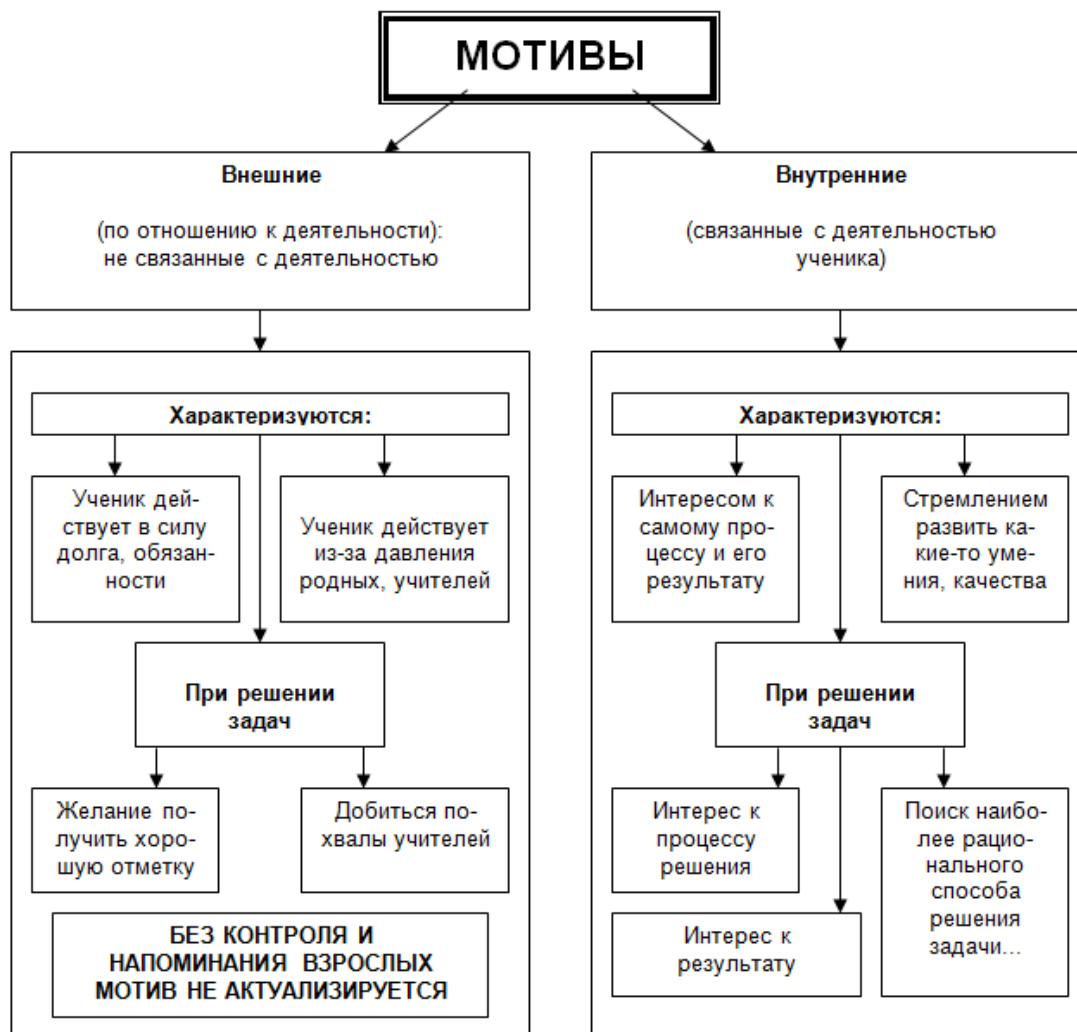 МОТИВЫ
Внешние
(по отношению к деятельности):
не связанные с деятельностью
Внутренние
(связанные с деятельностью
ученика)
Характеризуются:
Ученик дей-
ствует в силу
долга, обязан-
ности
Ученик действует
из-за давления
родных, учителей
При решении
задач
Желание по-
лучить хоро-
шую отметку
Добиться по-
хвалы учителей
БЕЗ КОНТРОЛЯ И
НАПОМИНАНИЯ ВЗРОСЛЫХ
МОТИВ НЕ АКТУАЛИЗИРУЕТСЯ
Характеризуются:
Интересом к
самому про-
цессу и его
результату
Стремлением
развить ка-
кие-то уме-
ния, качества
При решении
задач
Интерес к
процессу
решения
Интерес к
результату
Поиск наибо-
лее рацио-
нального
способа
решения
задачи...